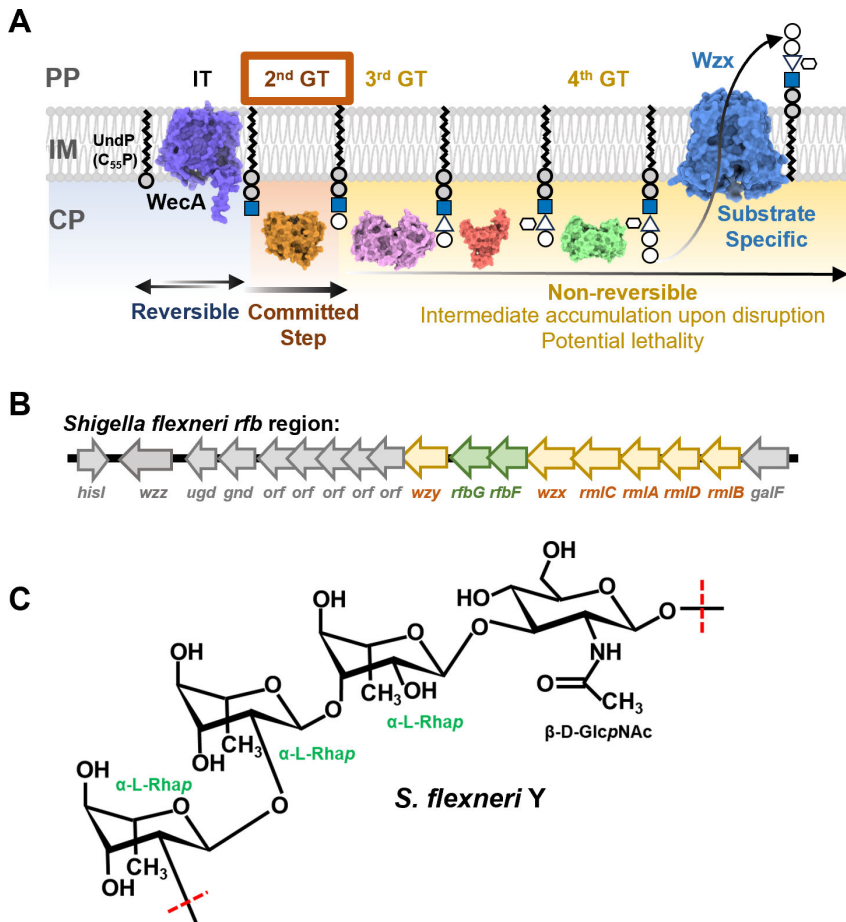 A
PP
IT
2nd GT
3rd GT
4th GT
Wzx
IM
UndP
(C55P)
WecA
CP
Substrate
Specific
Reversible
Committed
Step
Non-reversible
Intermediate accumulation upon disruption
Potential lethality
B
Shigella flexneri rfb region:
hisI wzz ugd gnd orf orf orf orf orf wzy rfbG rfbF wzx rmlC rmlA rmlD rmlB galF
C
OH
HO
O
O
O
OH
O
NH
OH
O
CH3
OH
O
CH3
α-L-Rhap
β-D-GlcpNAc
O
CH3
OH
α-L-Rhap
OH
α-L-Rhap
O
O
S. flexneri Y
CH3
OH